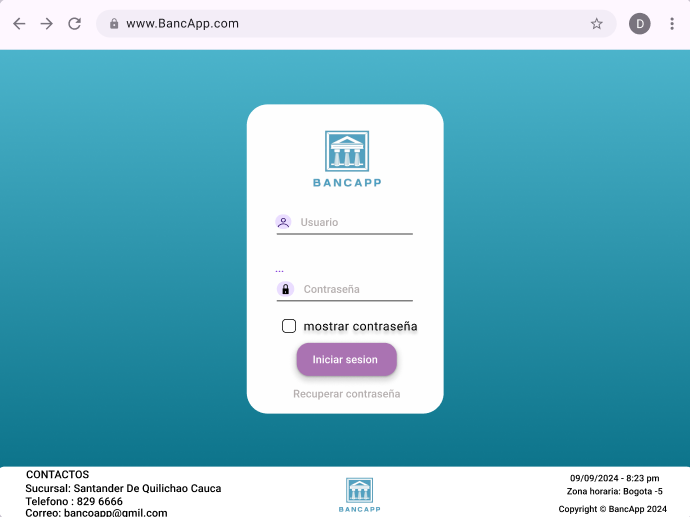 www.BancApp.com
D
BANCAPP
Usuario
...
Contraseña
mostrar contraseña
Iniciar sesion
Recuperar contraseña
CONTACTOS
Sucursal: Santander De Quilichao Cauca
Telefono : 829 6666
Correo: bancoapp@gmil.com
BANCAPP
09/09/2024 - 8:23 pm
Zona horaria: Bogota -5
Copyright © BancApp 2024